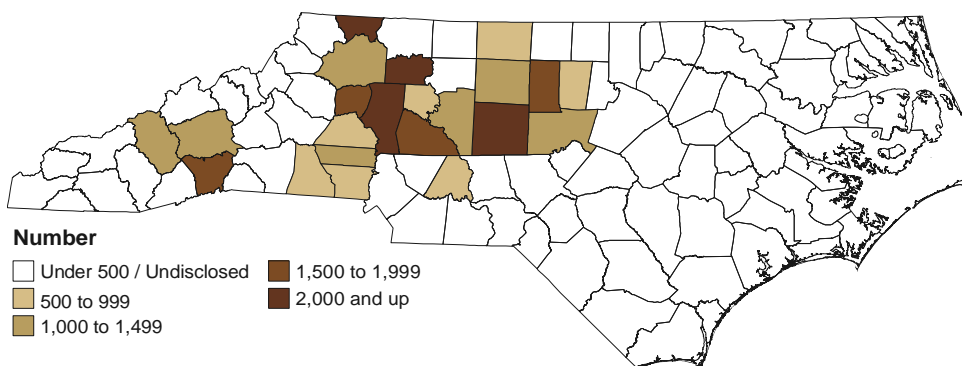 Number
Under 500 / Undisclosed
500 to 999
1,000 to 1,499
1,500 to 1,999
2,000 and up